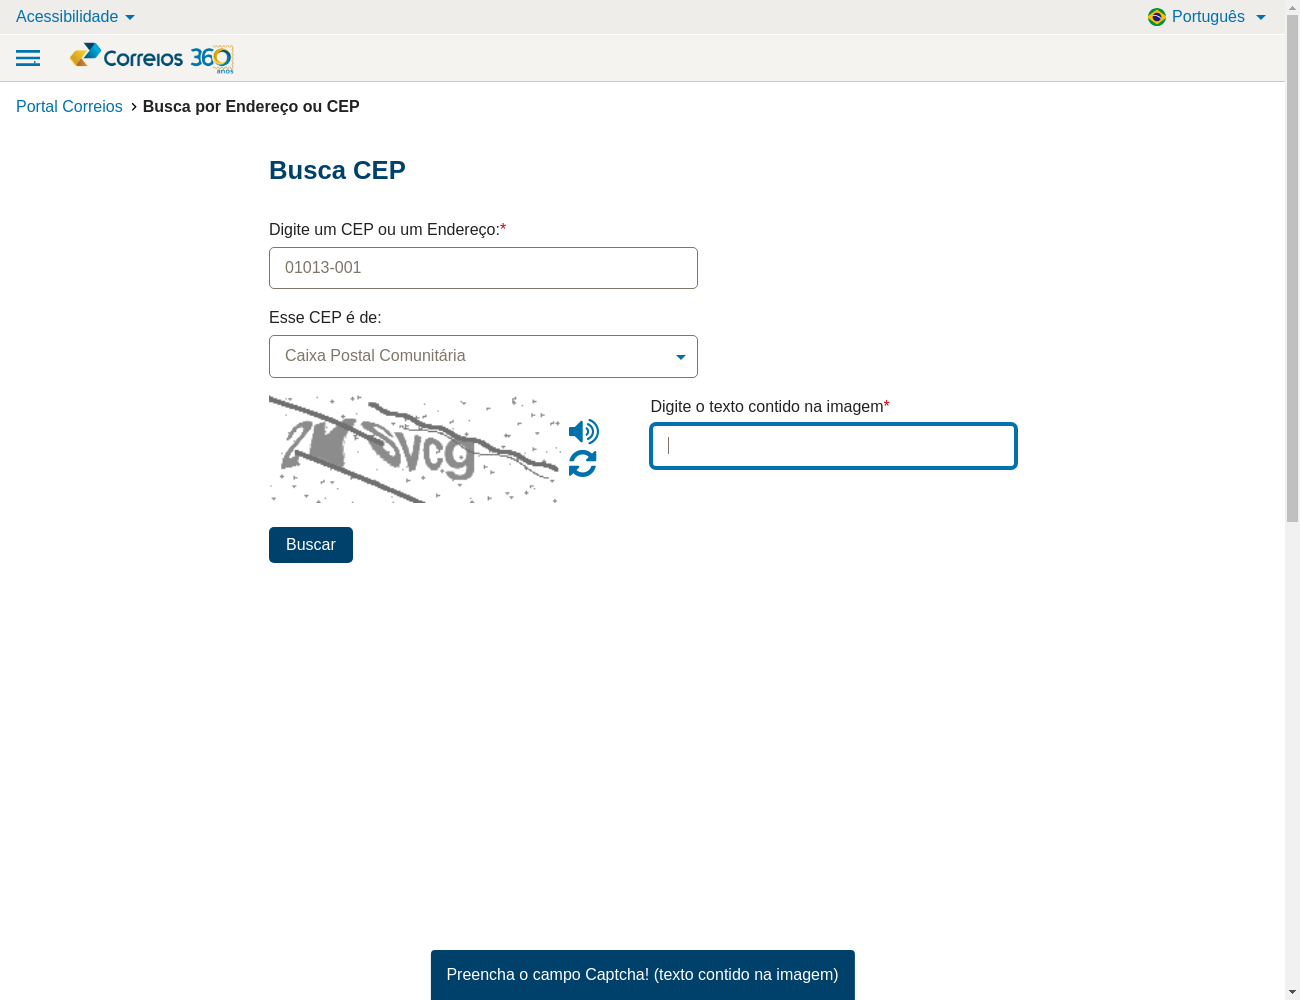 Acessibilidade
Português
Correios 360 anos
Portal Correios > Busca por Endereço ou CEP
Busca CEP
Digite um CEP ou um Endereço:*
01013-001
Esse CEP é de:
Caixa Postal Comunitária
Digite o texto contido na imagem*
Buscar
Preencha o campo Captcha! (texto contido na imagem)